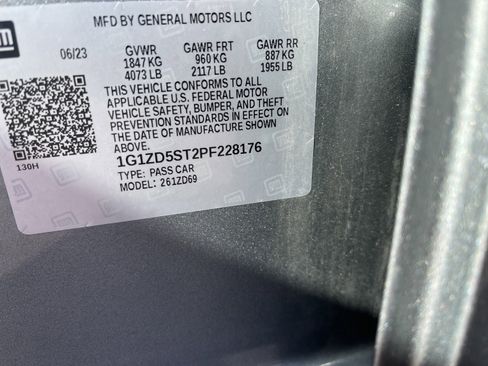 GM
MFD BY GENERAL MOTORS LLC
06/23 GVWR GAWR FRT GAWR RR
1847 KG 960 KG 887 KG
4073 LB 2117 LB 1955 LB
THIS VEHICLE CONFORMS TO ALL
APPLICABLE U.S. FEDERAL MOTOR
VEHICLE SAFETY, BUMPER, AND THEFT
PREVENTION STANDARDS IN EFFECT ON
THE DATE OF MANUFACTURE SHOWN
ABOVE.
130H
1G1ZD5ST2PF228176
TYPE: PASS CAR
MODEL: 261ZD69